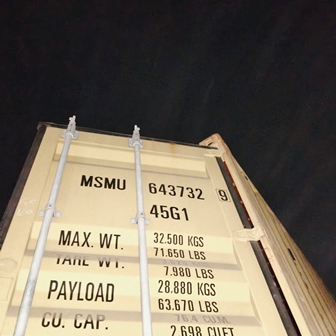 MSMU 643732 9
45G1
MAX. WT. 32.500 KGS
71.650 LBS
TARE WT.
7.980 LBS
PAYLOAD 28.880 KGS
63.670 LBS
CU. CAP. 76.4 CU.M.
2.698 CU.FT.